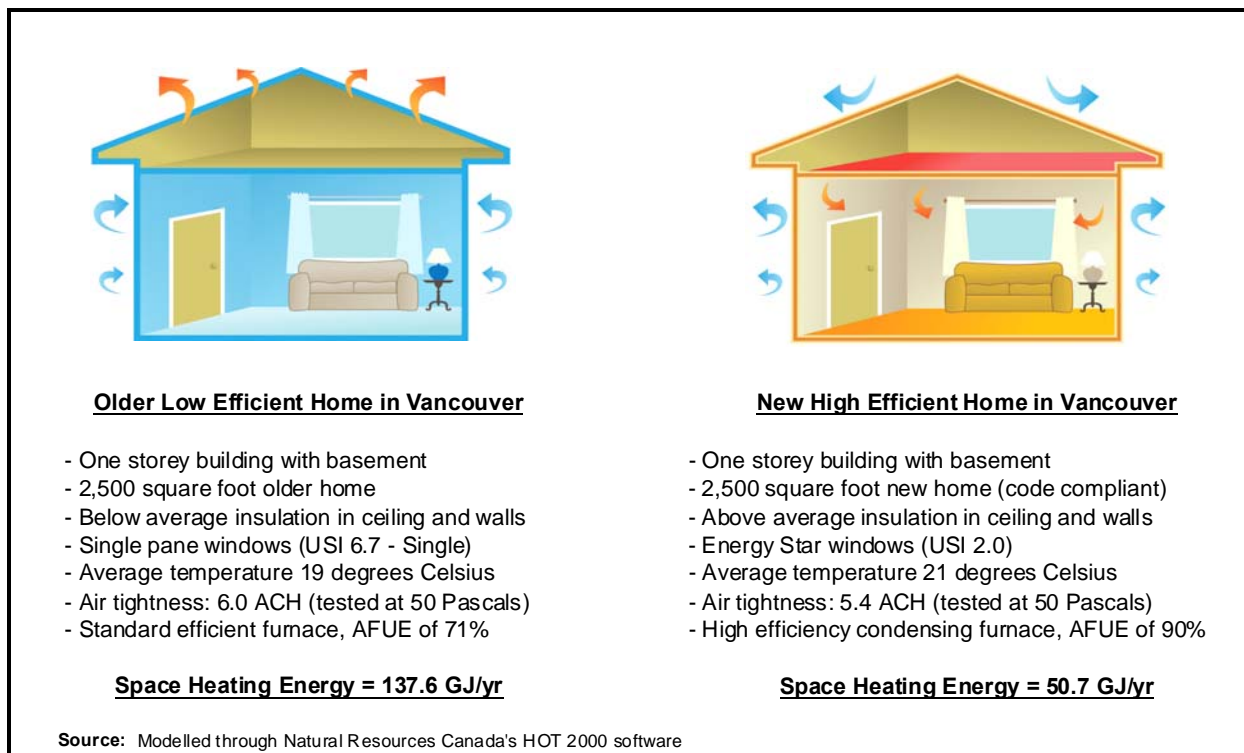 Older Low Efficient Home in Vancouver
- One storey building with basement
- 2,500 square foot older home
- Below average insulation in ceiling and walls
- Single pane windows (USI 6.7 - Single)
- Average temperature 19 degrees Celsius
- Air tightness: 6.0 ACH (tested at 50 Pascals)
- Standard efficient furnace, AFUE of 71%
Space Heating Energy = 137.6 GJ/yr
New High Efficient Home in Vancouver
- One storey building with basement
- 2,500 square foot new home (code compliant)
- Above average insulation in ceiling and walls
- Energy Star windows (USI 2.0)
- Average temperature 21 degrees Celsius
- Air tightness: 5.4 ACH (tested at 50 Pascals)
- High efficiency condensing furnace, AFUE of 90%
Space Heating Energy = 50.7 GJ/yr
Source: Modelled through Natural Resources Canada's HOT 2000 software